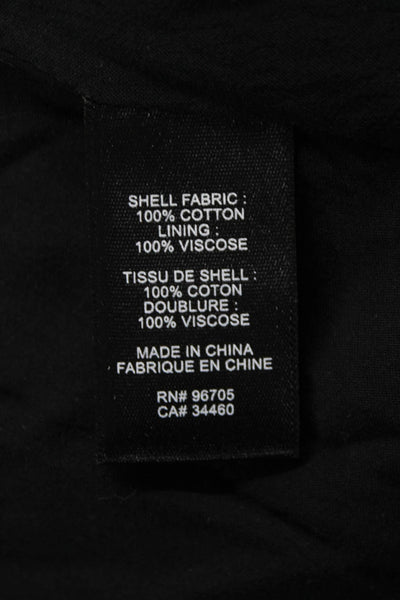 SHELL FABRIC :
100% COTTON
LINING :
100% VISCOSE
TISSU DE SHELL :
100% COTON
DOUBLURE :
100% VISCOSE
MADE IN CHINA
FABRIQUE EN CHINE
RN# 96705
CA# 34460